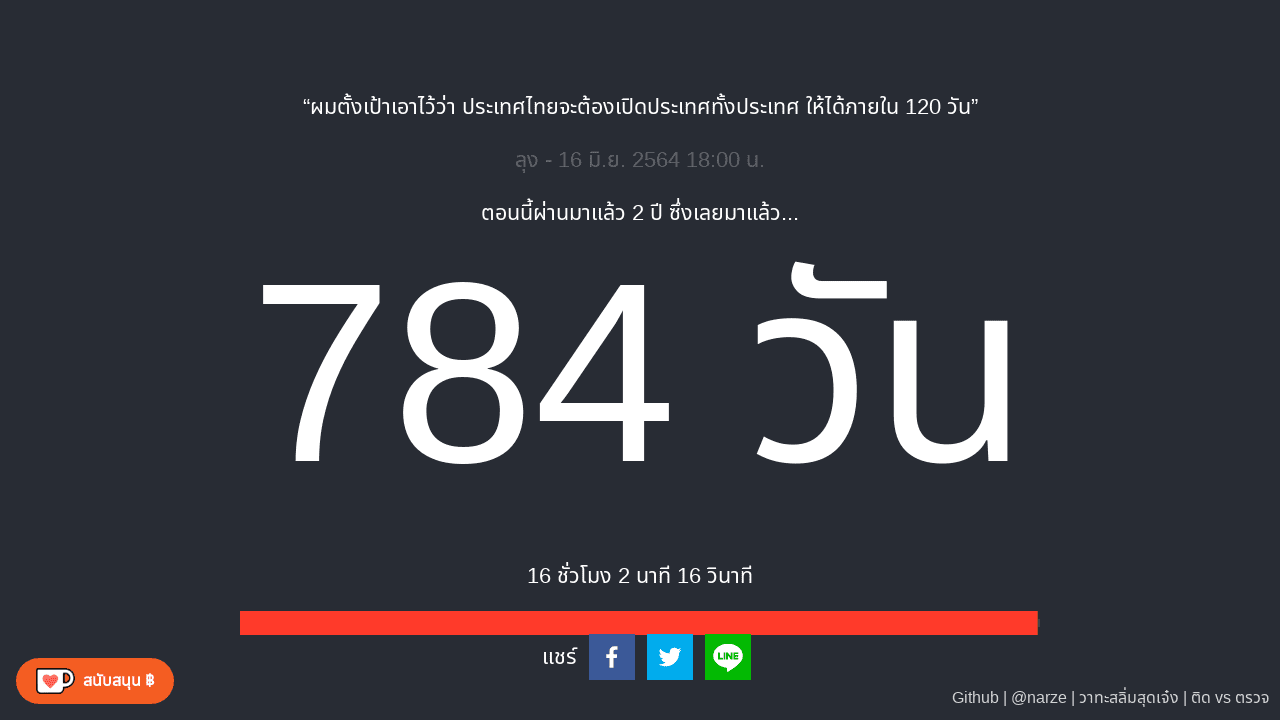 “ผมตั้งเป้าเอาไว้ว่า ประเทศไทยจะต้องเปิดประเทศทั้งประเทศ ให้ได้ภายใน 120 วัน”
ลุง - 16 มิ.ย. 2564 18:00 น.
ตอนนี้ผ่านมาแล้ว 2 ปี ซึ่งเลยมาแล้ว...
784 วัน
16 ชั่วโมง 2 นาที 16 วินาที
แชร์
LINE
สนับสนุน ฿
Github | @narze | วาทะสลิ่มสุดเจ๋ง | ติด vs ตรวจ